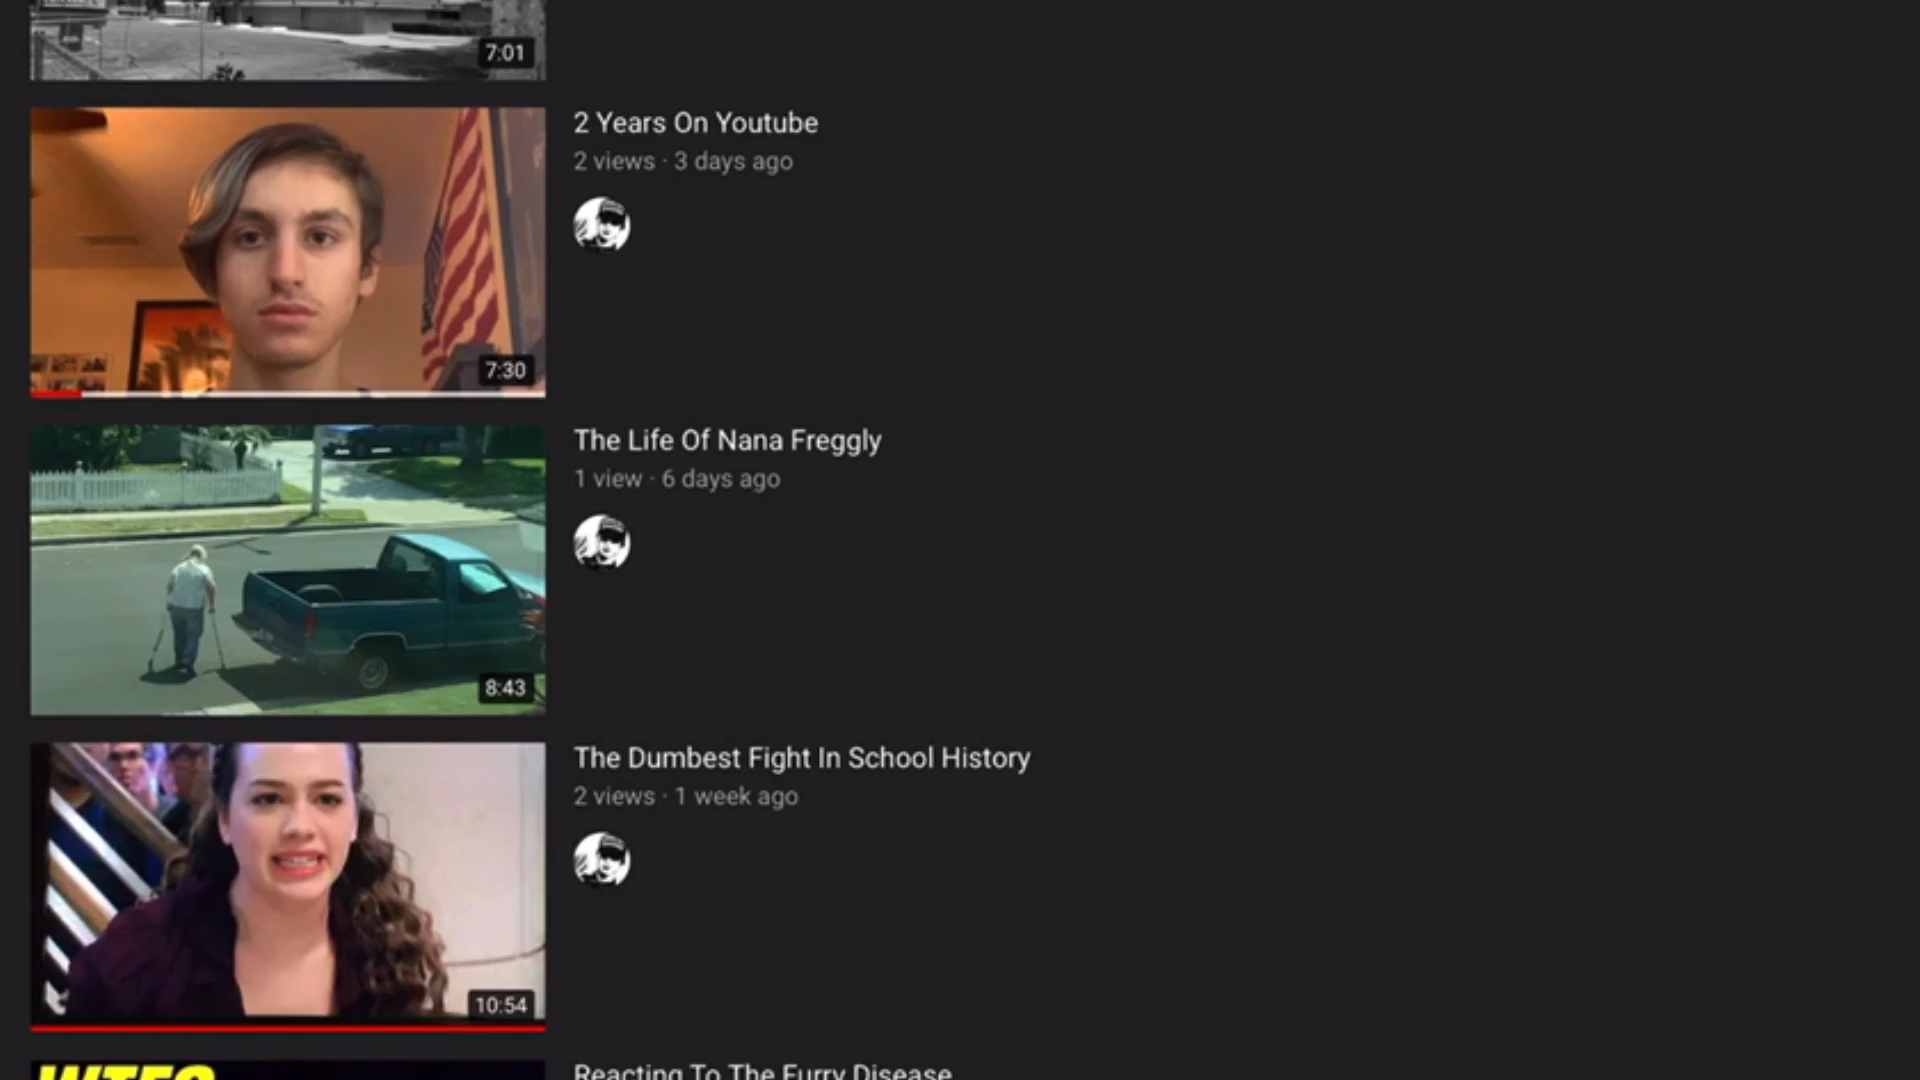 7:01
2 Years On Youtube
2 views · 3 days ago
7:30
The Life Of Nana Freggly
1 view · 6 days ago
8:43
The Dumbest Fight In School History
2 views · 1 week ago
10:54
WTFS
Reacting To The Furry Disease